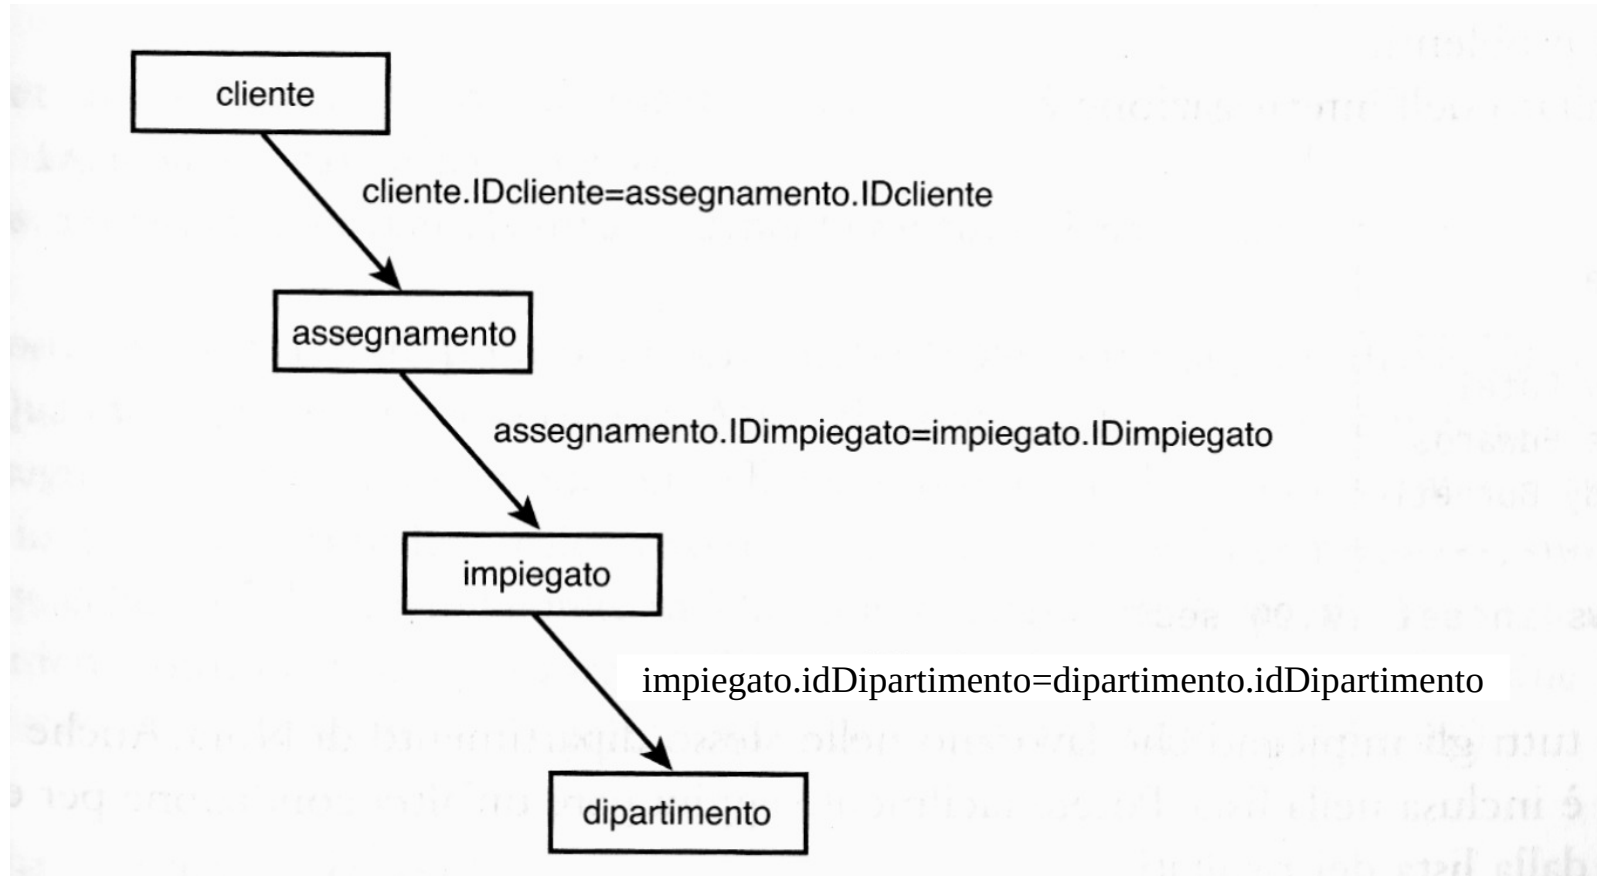 cliente
cliente.IDcliente=assegnamento.IDcliente
assegnamento
assegnamento.IDimpiegato=impiegato.IDimpiegato
impiegato
impiegato.idDipartimento=dipartimento.idDipartimento
dipartimento